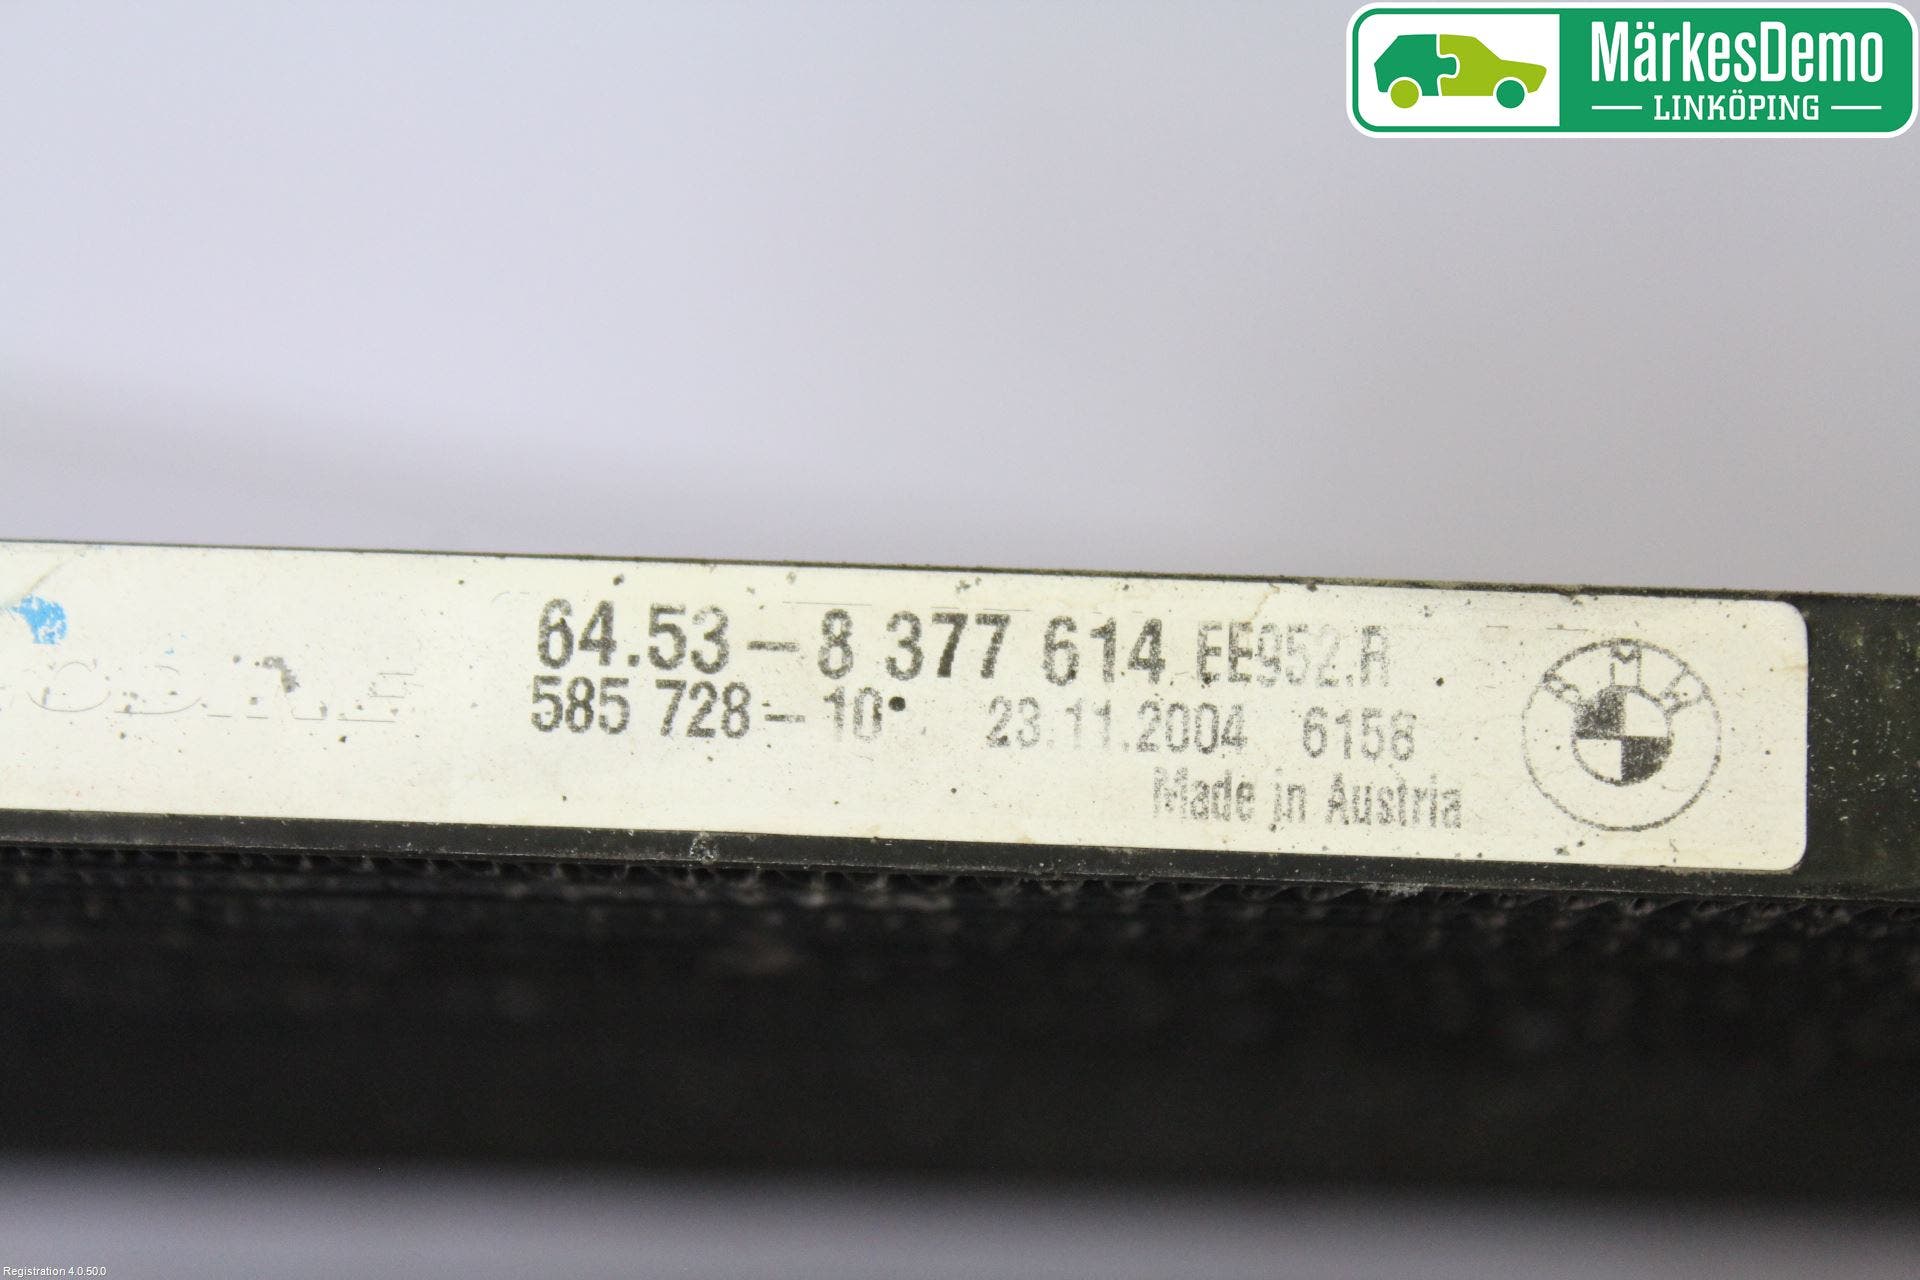 MärkesDemo
LINKÖPING
64.53-8 377 614 EE952.R
585 728-10 23.11.2004 6158
Made in Austria
BMW
Registration 4.0.50.0